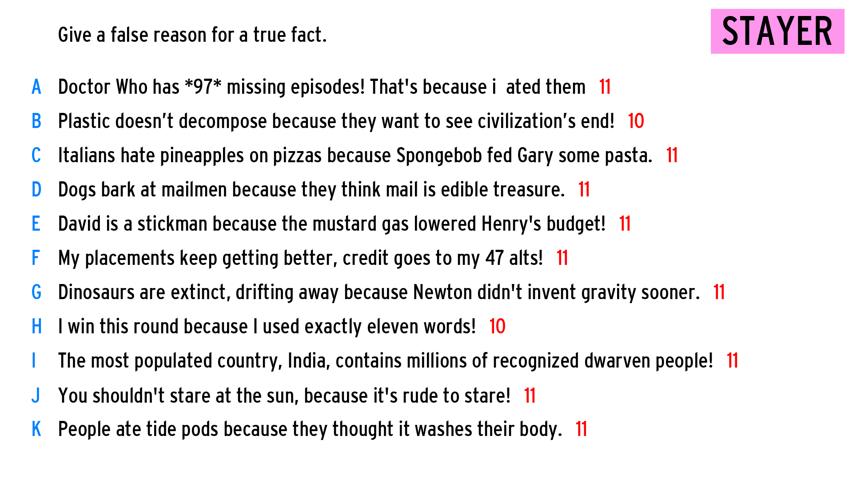 Give a false reason for a true fact.
STAYER
A Doctor Who has *97* missing episodes! That's because i  ated them 11
B Plastic doesn’t decompose because they want to see civilization’s end! 10
C Italians hate pineapples on pizzas because Spongebob fed Gary some pasta. 11
D Dogs bark at mailmen because they think mail is edible treasure. 11
E David is a stickman because the mustard gas lowered Henry's budget! 11
F My placements keep getting better, credit goes to my 47 alts! 11
G Dinosaurs are extinct, drifting away because Newton didn't invent gravity sooner. 11
H I win this round because I used exactly eleven words! 10
I The most populated country, India, contains millions of recognized dwarven people! 11
J You shouldn't stare at the sun, because it's rude to stare! 11
K People ate tide pods because they thought it washes their body. 11